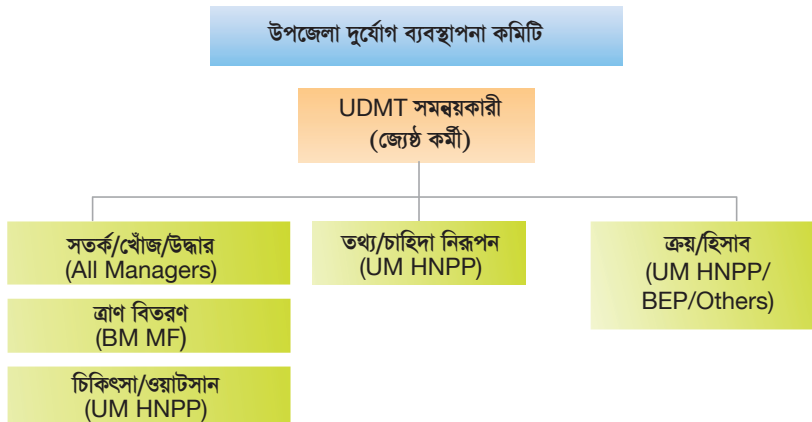 উপজেলা দুর্যোগ ব্যবস্থাপনা কমিটি
UDMT সমন্বয়কারী
(জ্যেষ্ঠ কর্মী)
সতর্ক/খোঁজ/উদ্ধার
(All Managers)
ত্রাণ বিতরণ
(BM MF)
চিকিৎসা/ওয়াটসান
(UM HNPP)
তথ্য/চাহিদা নিরূপন
(UM HNPP)
ক্রয়/হিসাব
(UM HNPP/
BEP/Others)